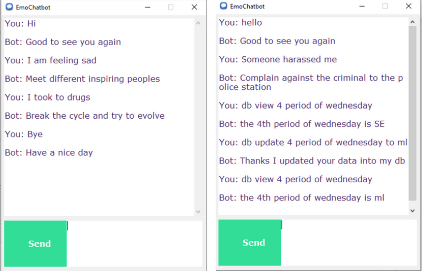 EmoChatbot
You: Hi
Bot: Good to see you again
You: I am feeling sad
Bot: Meet different inspiring peoples
You: I took to drugs
Bot: Break the cycle and try to evolve
You: Bye
Bot: Have a nice day
Send
EmoChatbot
You: hello
Bot: Good to see you again
You: Someone harassed me
Bot: Complain against the criminal to the p
olice station
You: db view 4 period of wednesday
Bot: the 4th period of wednesday is SE
You: db update 4 period of wednesday to ml
Bot: Thanks I updated your data into my db
You: db view 4 period of wednesday
Bot: the 4th period of wednesday is ml
Send